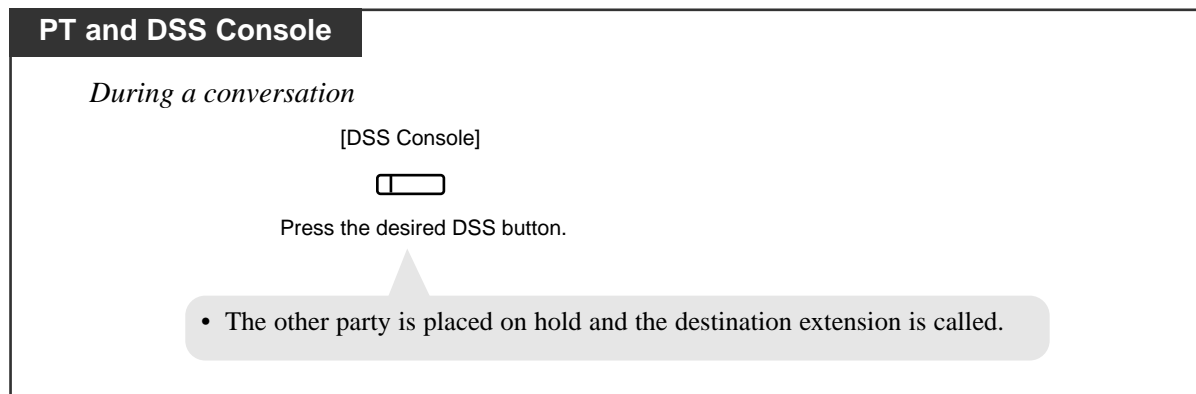 PT and DSS Console
During a conversation
[DSS Console]
Press the desired DSS button.
• The other party is placed on hold and the destination extension is called.